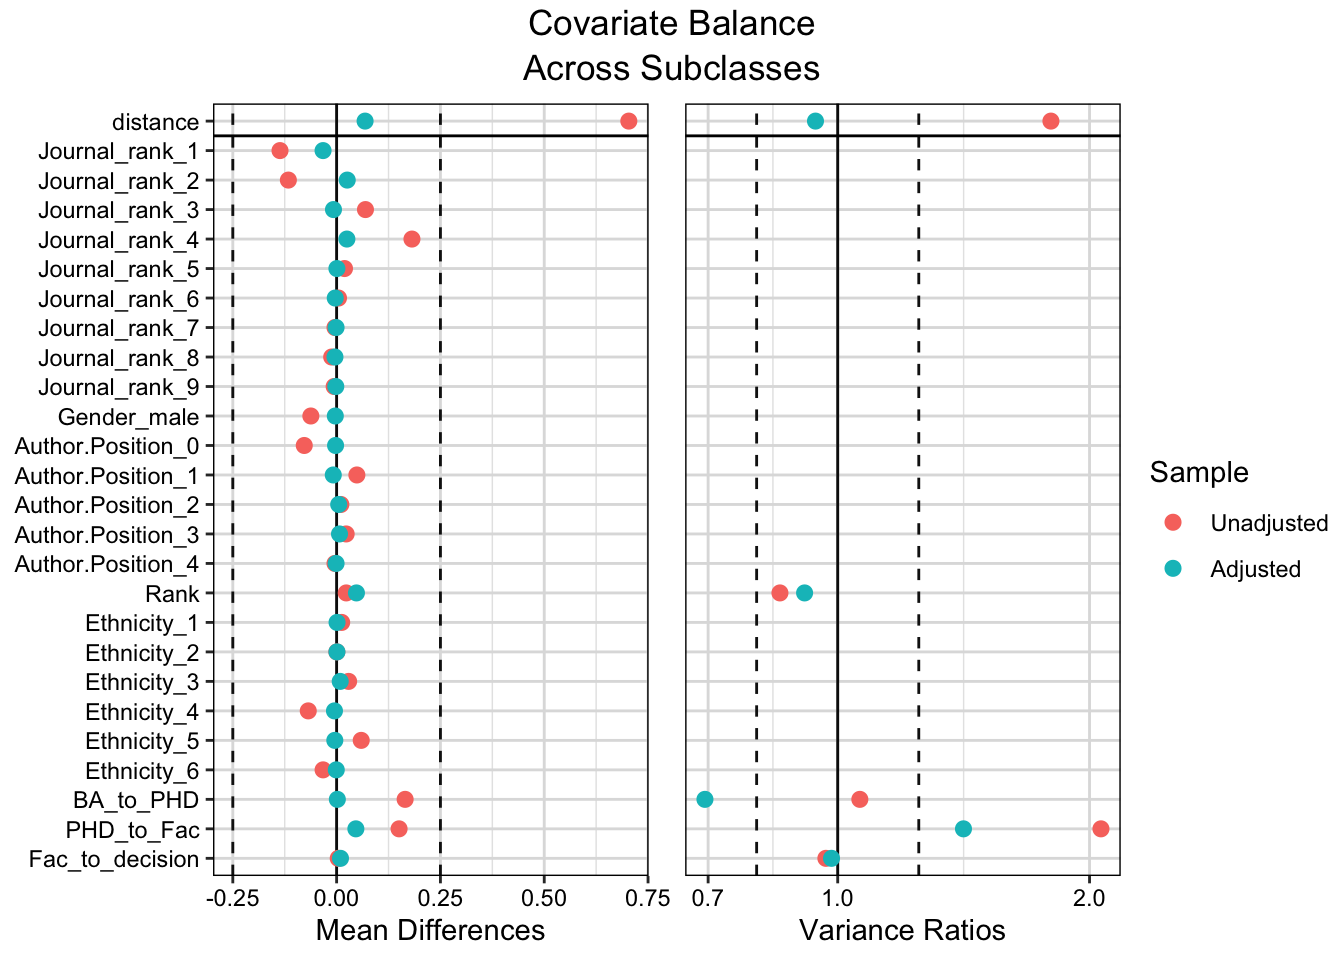 Covariate Balance
Across Subclasses
distance
Journal_rank_1
Journal_rank_2
Journal_rank_3
Journal_rank_4
Journal_rank_5
Journal_rank_6
Journal_rank_7
Journal_rank_8
Journal_rank_9
Gender_male
Author.Position_0
Author.Position_1
Author.Position_2
Author.Position_3
Author.Position_4
Rank
Ethnicity_1
Ethnicity_2
Ethnicity_3
Ethnicity_4
Ethnicity_5
Ethnicity_6
BA_to_PHD
PHD_to_Fac
Fac_to_decision
-0.25 0.00 0.25 0.50 0.75
Mean Differences
0.7 1.0 2.0
Variance Ratios
Sample
Unadjusted
Adjusted